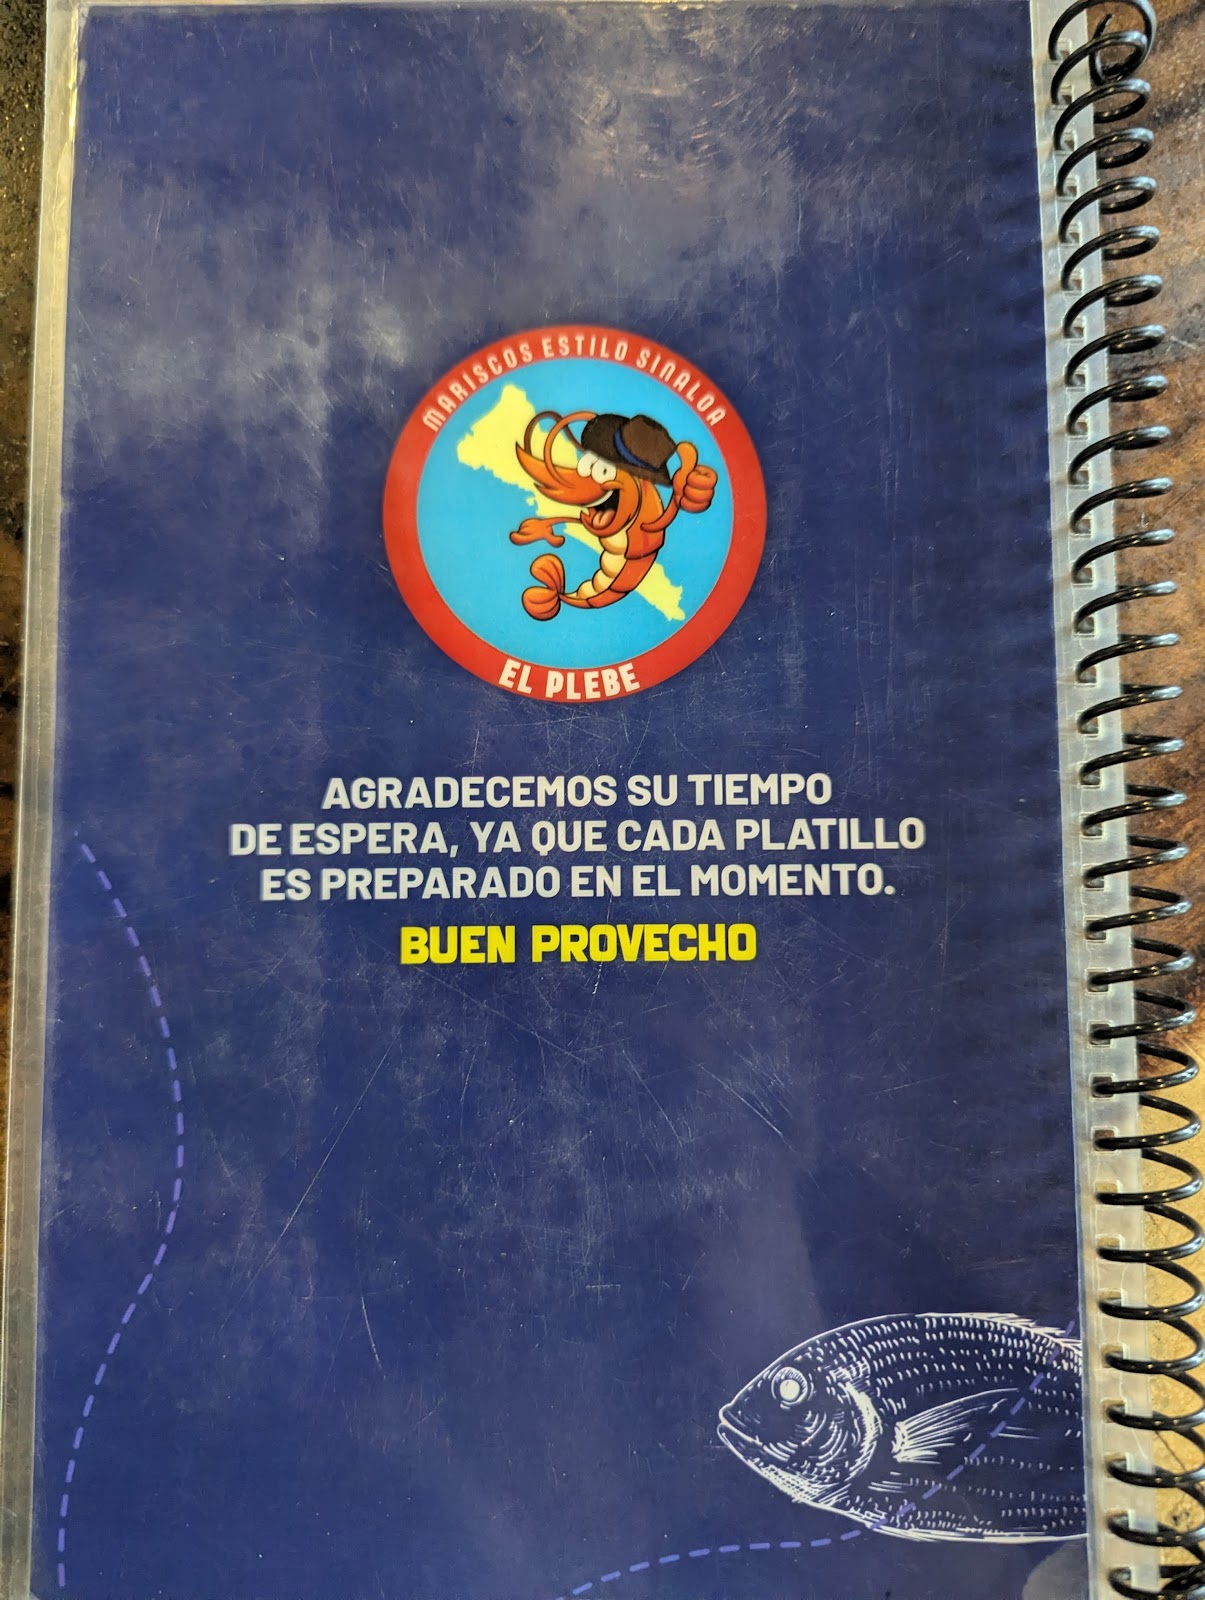 MARISCOS ESTILO SINALOA
EL PLEBE
AGRADECEMOS SU TIEMPO
DE ESPERA, YA QUE CADA PLATILLO
ES PREPARADO EN EL MOMENTO.
BUEN PROVECHO